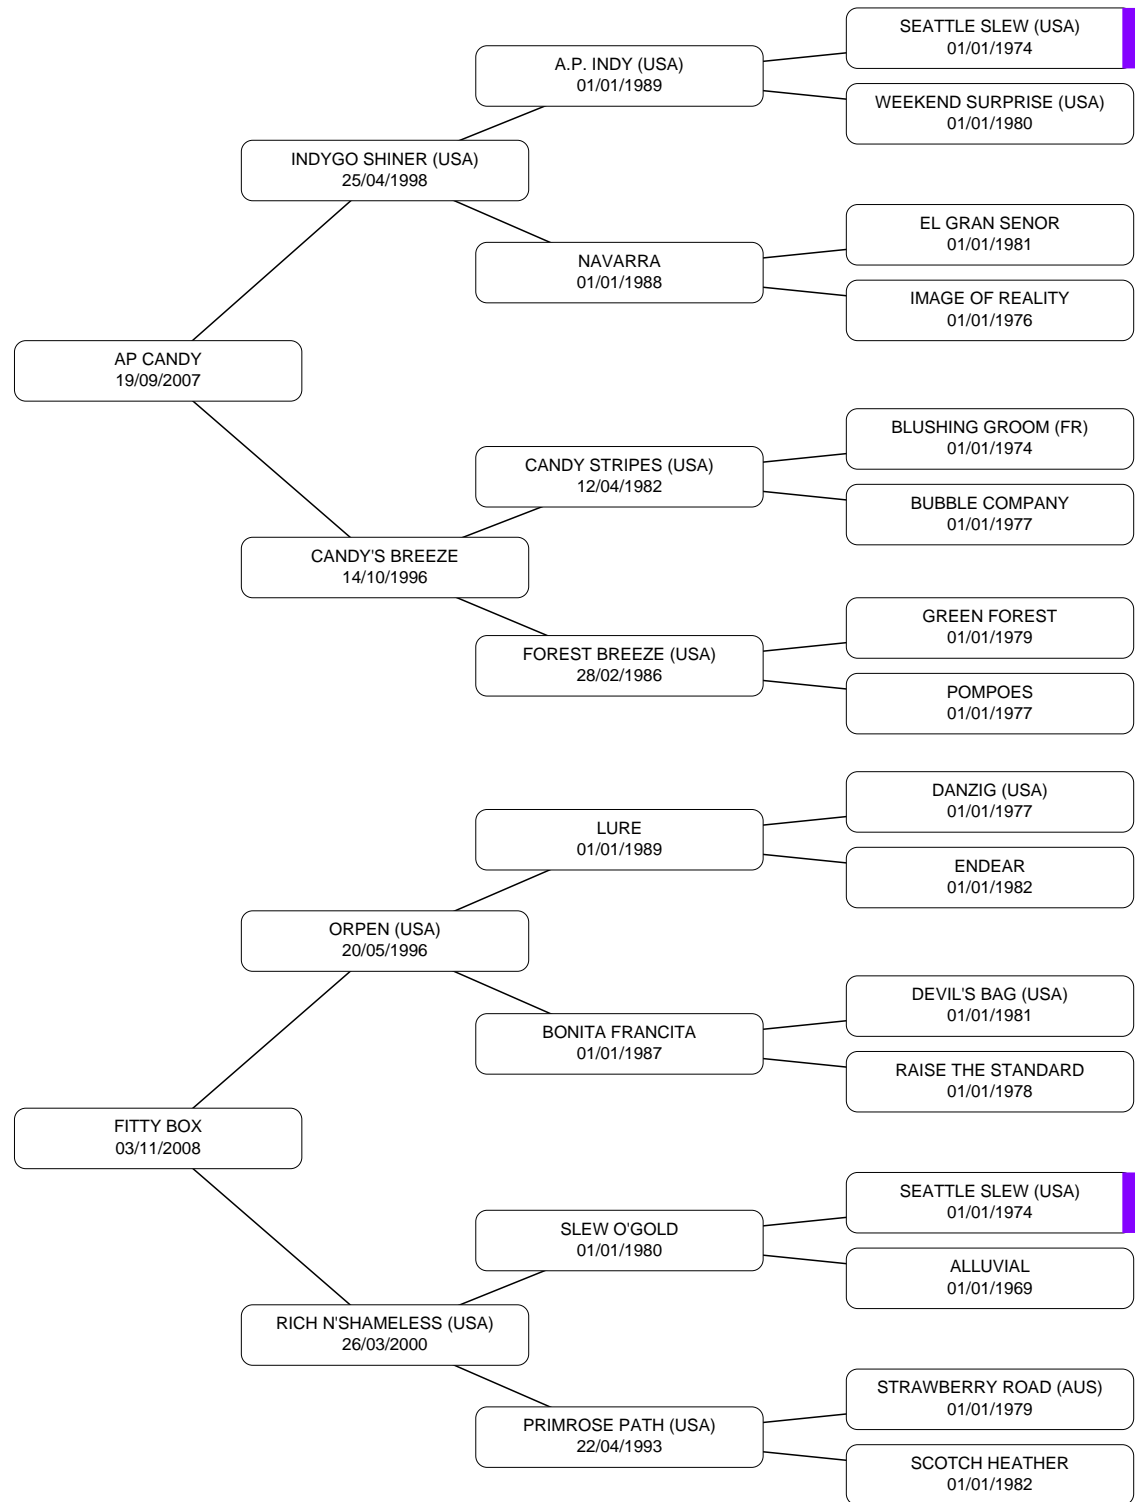 SEATTLE SLEW (USA)
01/01/1974
A.P. INDY (USA)
01/01/1989
WEEKEND SURPRISE (USA)
01/01/1980
INDYGO SHINER (USA)
25/04/1998
EL GRAN SENOR
01/01/1981
NAVARRA
01/01/1988
IMAGE OF REALITY
01/01/1976
AP CANDY
19/09/2007
BLUSHING GROOM (FR)
01/01/1974
CANDY STRIPES (USA)
12/04/1982
BUBBLE COMPANY
01/01/1977
CANDY'S BREEZE
14/10/1996
GREEN FOREST
01/01/1979
FOREST BREEZE (USA)
28/02/1986
POMPOES
01/01/1977
DANZIG (USA)
01/01/1977
LURE
01/01/1989
ENDEAR
01/01/1982
ORPEN (USA)
20/05/1996
DEVIL'S BAG (USA)
01/01/1981
BONITA FRANCITA
01/01/1987
RAISE THE STANDARD
01/01/1978
FITTY BOX
03/11/2008
SEATTLE SLEW (USA)
01/01/1974
SLEW O'GOLD
01/01/1980
ALLUVIAL
01/01/1969
RICH N'SHAMELESS (USA)
26/03/2000
STRAWBERRY ROAD (AUS)
01/01/1979
PRIMROSE PATH (USA)
22/04/1993
SCOTCH HEATHER
01/01/1982